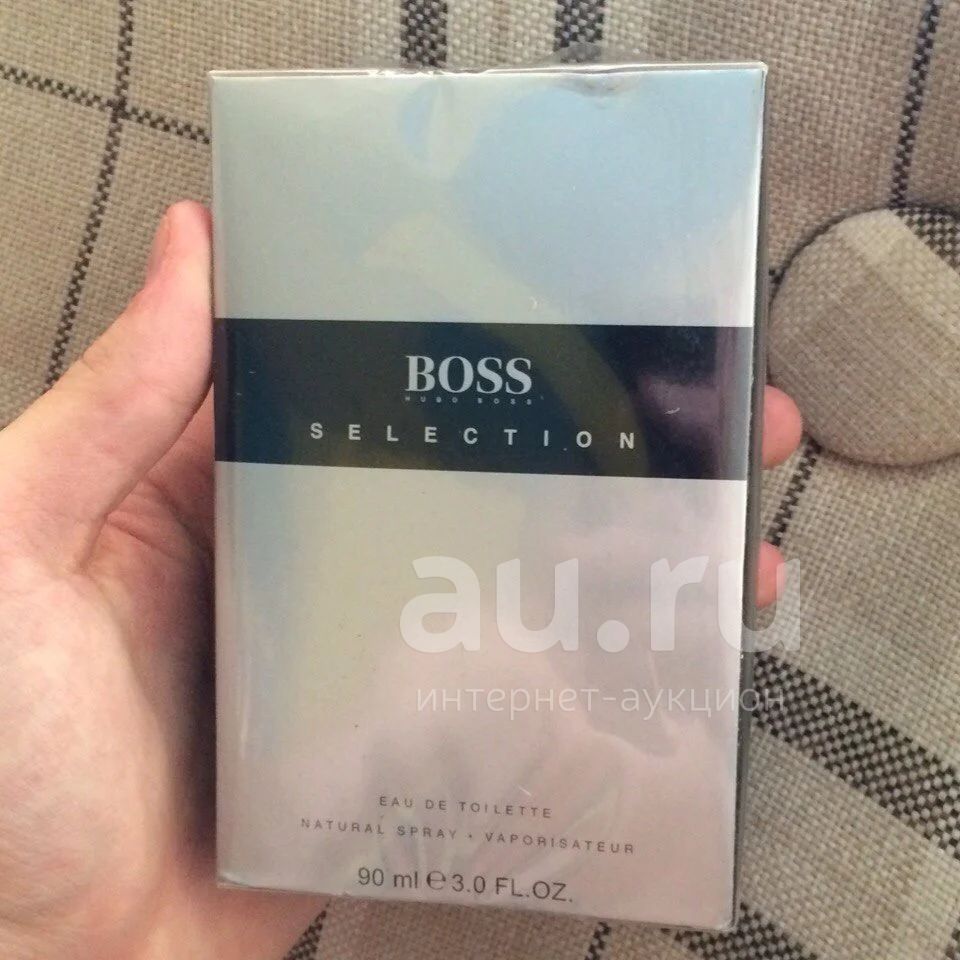 BOSS
HUGO BOSS
SELECTION
au.ru
интернет-аукцион
EAU DE TOILETTE
NATURAL SPRAY • VAPORISATEUR
90 ml ℮ 3.0 FL.OZ.